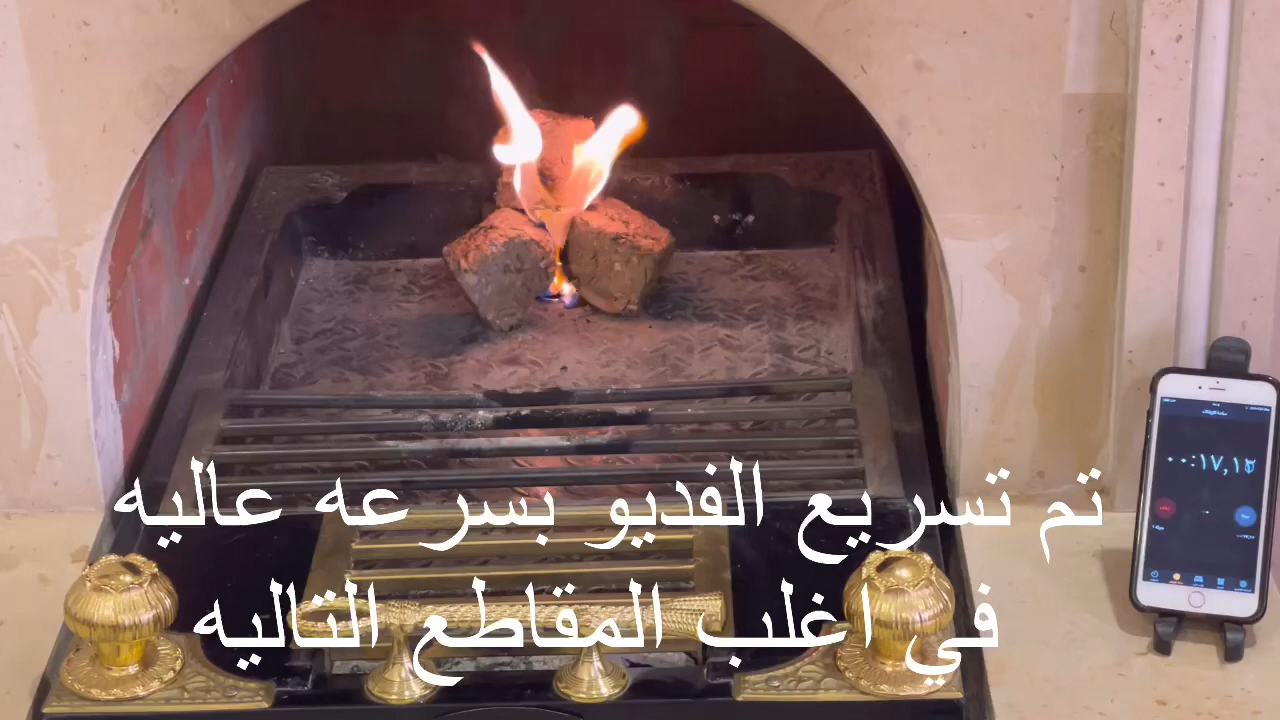 تم تسريع الفديو بسرعه عاليه
في اغلب المقاطع التاليه